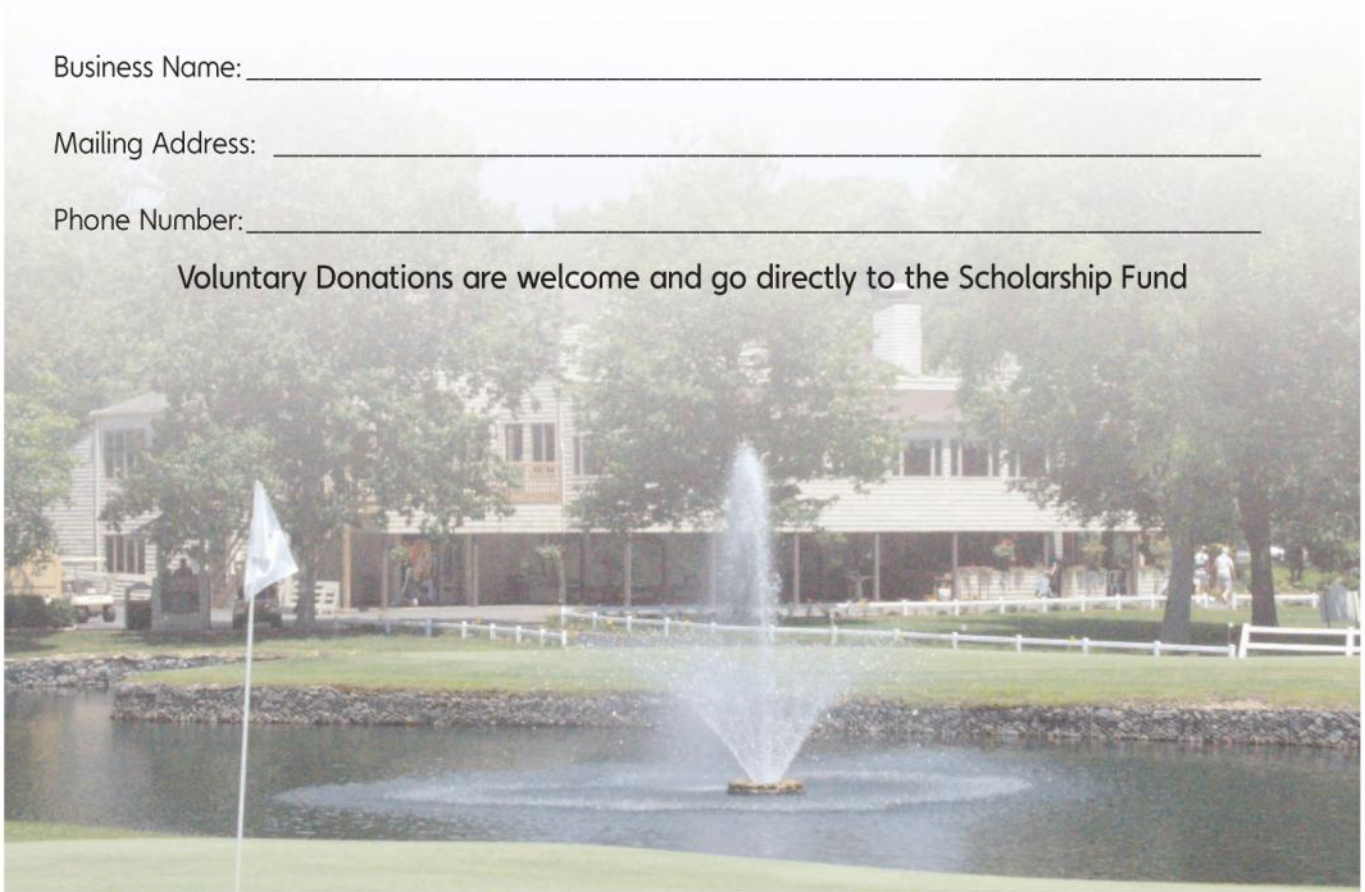 Business Name:
Mailing Address:
Phone Number:
Voluntary Donations are welcome and go directly to the Scholarship Fund